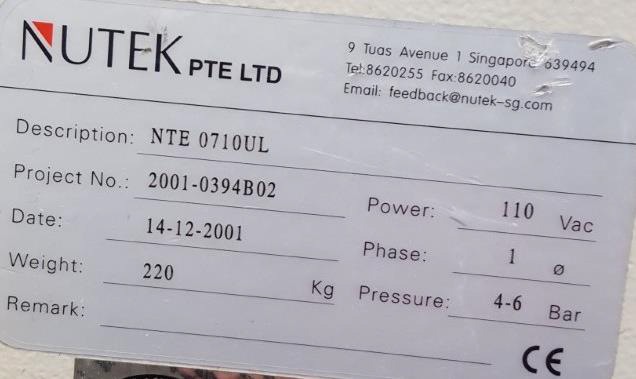 NUTEK PTE LTD
9 Tuas Avenue 1 Singapore 639494
Tel:8620255 Fax:8620040
Email: feedback@nutek-sg.com
Description: NTE 0710UL
Project No.: 2001-0394B02
Date: 14-12-2001
Weight: 220 Kg
Remark:
Power: 110 Vac
Phase: 1 ø
Pressure: 4-6 Bar
CE